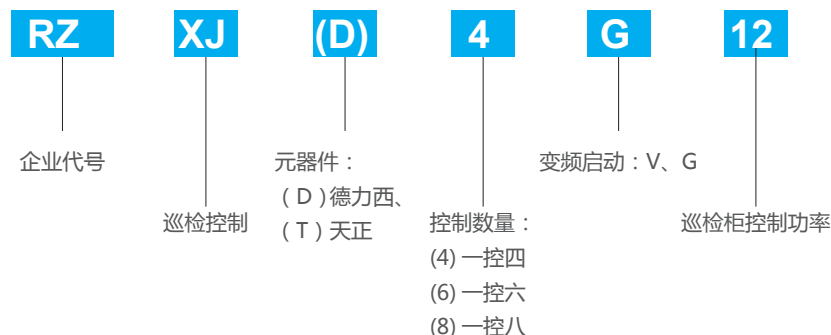 RZ XJ (D) 4 G 12
企业代号
巡检控制
元器件：
（D）德力西、
（T）天正
控制数量：
(4) 一控四
(6) 一控六
(8) 一控八
变频启动：V、G
巡检柜控制功率